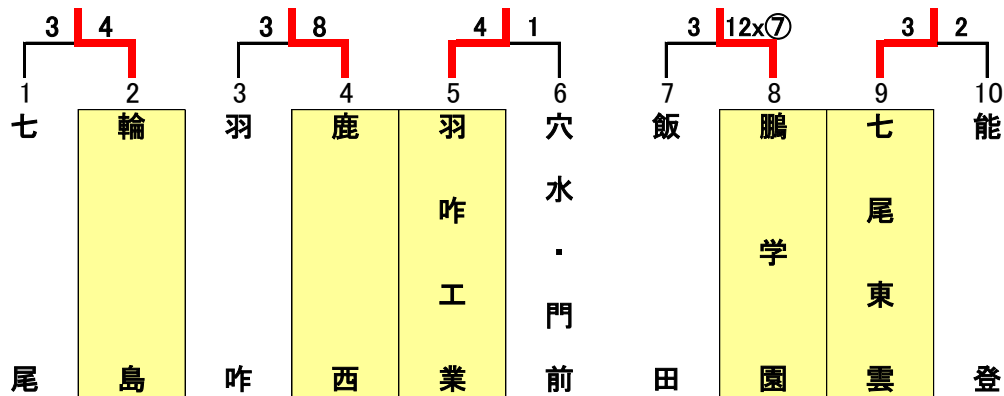 3 4 3 8 4 1 3 12x⑦ 3 2
1 2 3 4 5 6 7 8 9 10
七尾
輪島
羽咋
鹿西
羽咋工業
穴水・門前
飯田
鵬学園
七尾東雲
能登